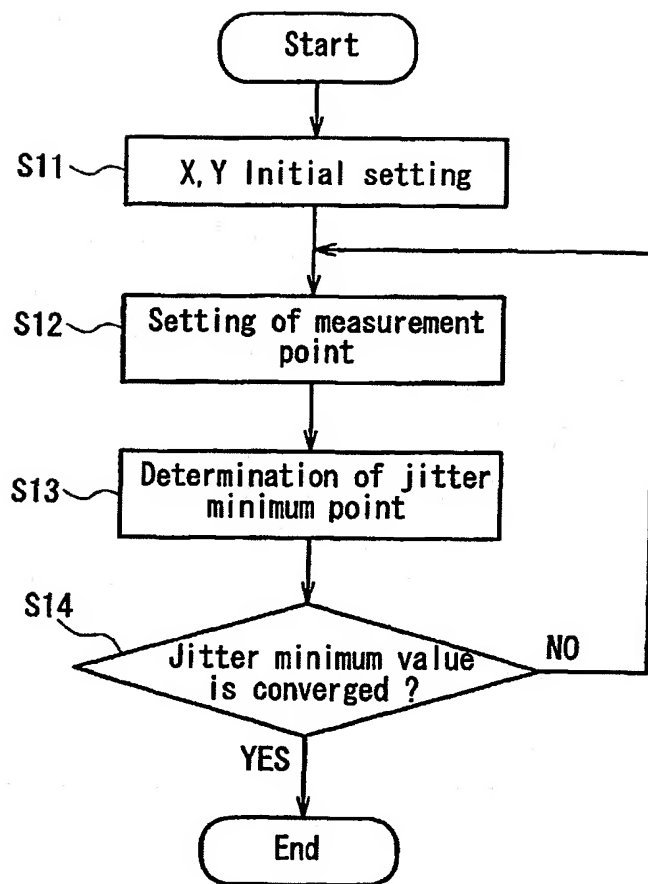 Start
S11
X, Y Initial setting
S12
Setting of measurement
point
S13
Determination of jitter
minimum point
S14
Jitter minimum value
is converged ?
NO
YES
End